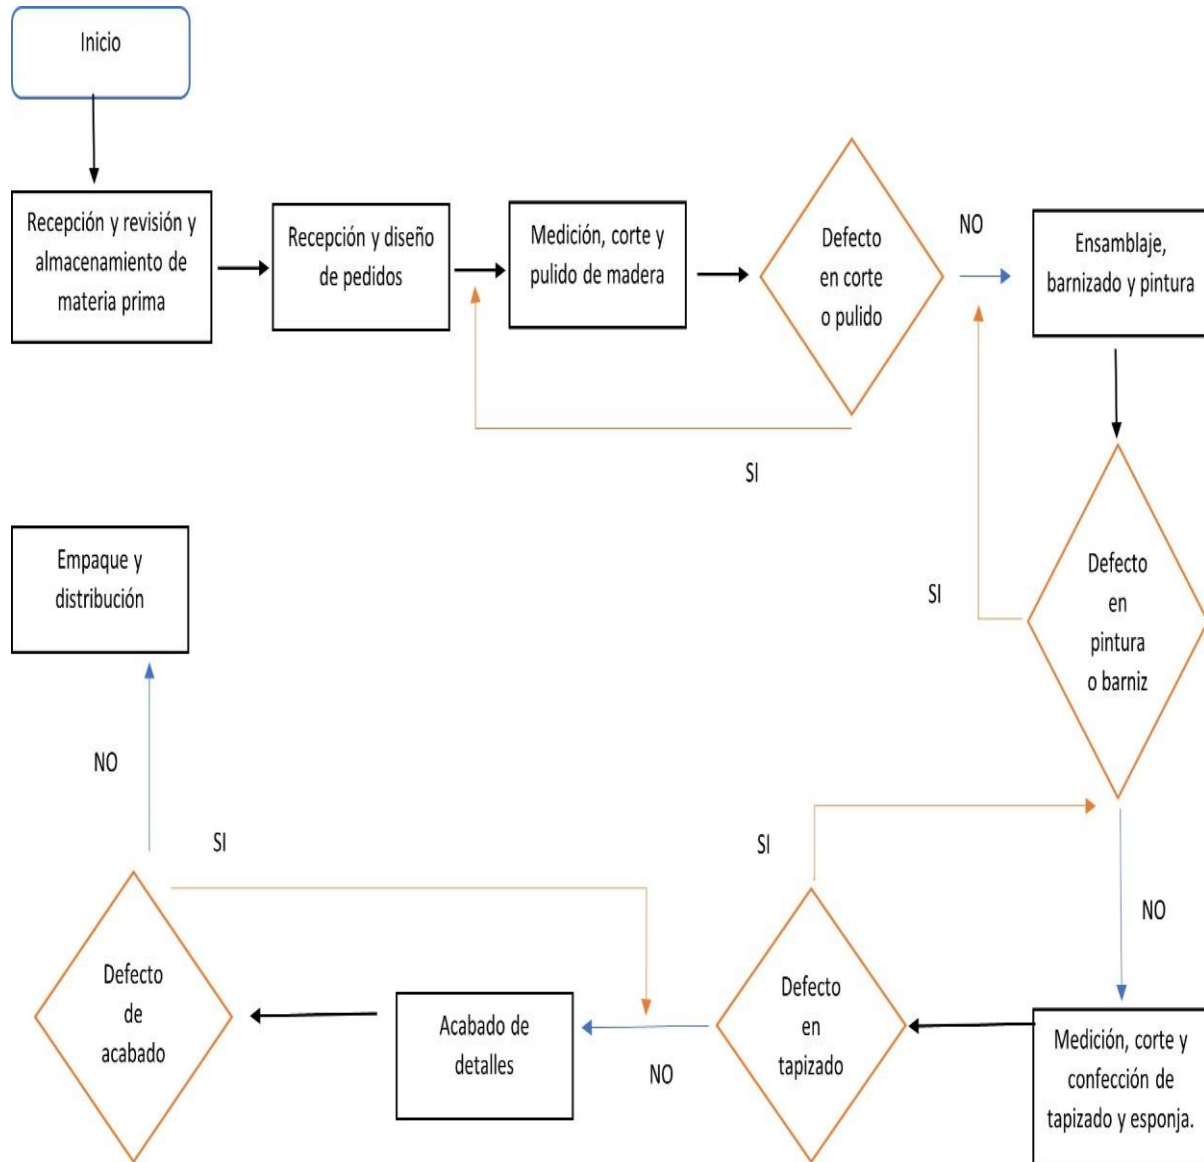 Inicio
Recepción y revisión y
almacenamiento de
materia prima
Recepción y diseño
de pedidos
Medición, corte y
pulido de madera
Defecto
en corte
o pulido
NO
Ensamblaje,
barnizado y pintura
SI
Defecto
en
pintura
o barniz
SI
NO
Medición, corte y
confección de
tapizado y esponja.
Defecto
en
tapizado
SI
NO
Acabado de
detalles
Defecto
de
acabado
SI
NO
Empaque y
distribución